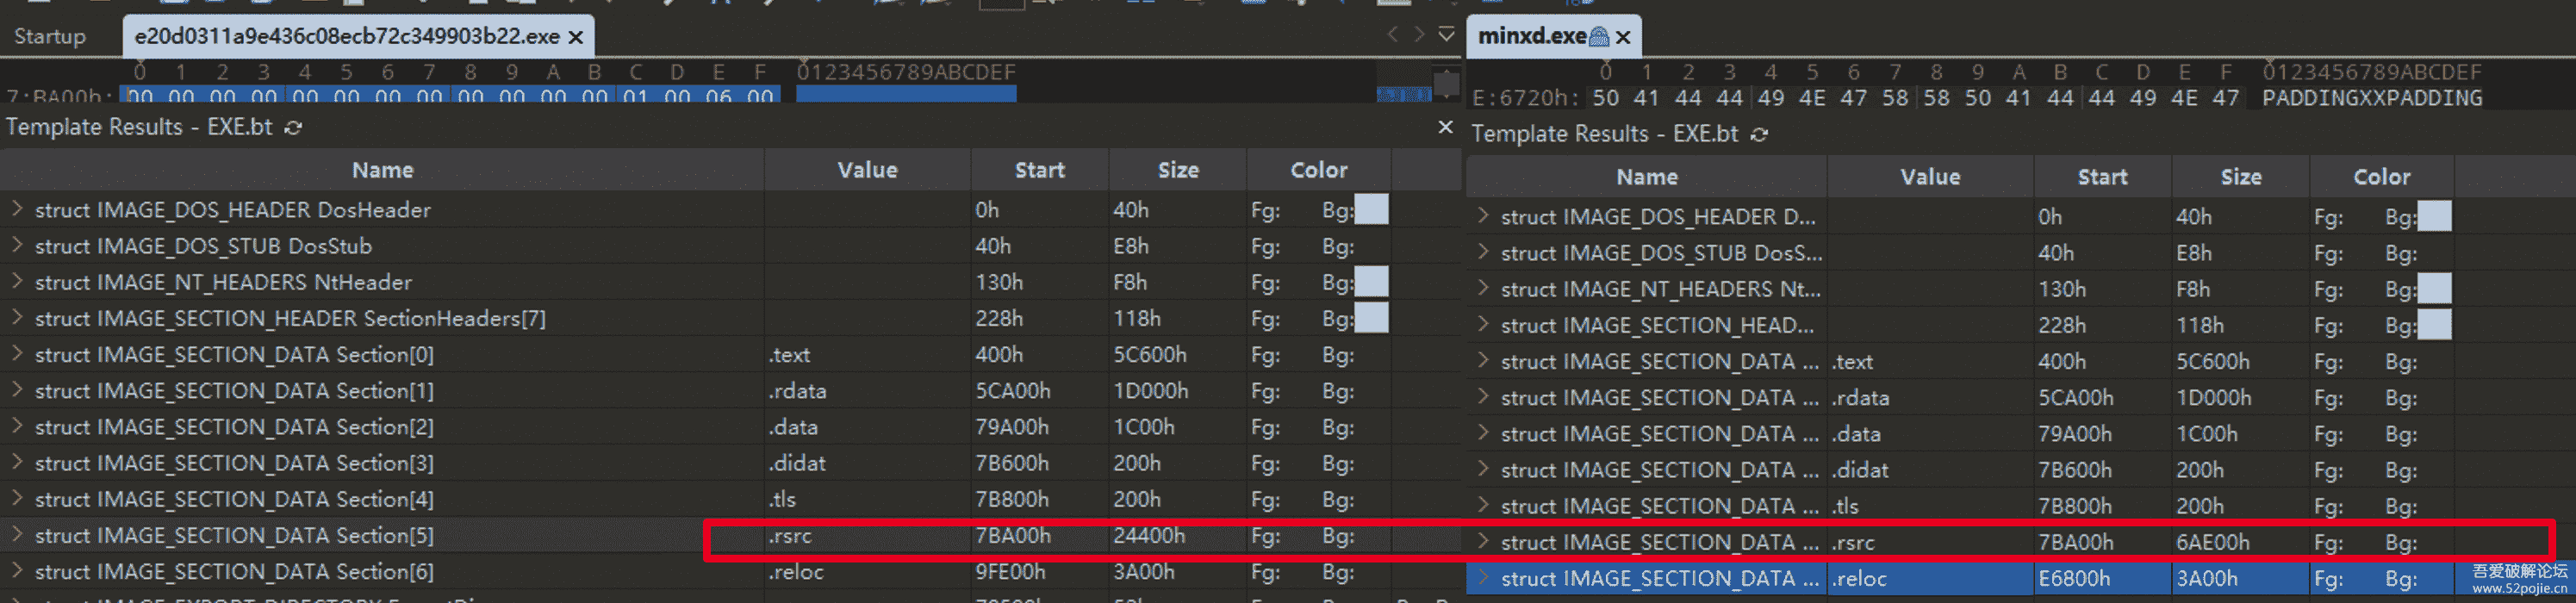 Startup e20d0311a9e436c08ecb72c349903b22.exe
0 1 2 3 4 5 6 7 8 9 A B C D E F 0123456789ABCDEF
7:BA00h: 00 00 00 00 00 00 00 00 00 00 00 00 01 00 06 00
Template Results - EXE.bt
Name Value Start Size Color
struct IMAGE_DOS_HEADER DosHeader 0h 40h Fg: Bg:
struct IMAGE_DOS_STUB DosStub 40h E8h Fg: Bg:
struct IMAGE_NT_HEADERS NtHeader 130h F8h Fg: Bg:
struct IMAGE_SECTION_HEADER SectionHeaders[7] 228h 118h Fg: Bg:
struct IMAGE_SECTION_DATA Section[0] .text 400h 5C600h Fg: Bg:
struct IMAGE_SECTION_DATA Section[1] .rdata 5CA00h 1D000h Fg: Bg:
struct IMAGE_SECTION_DATA Section[2] .data 79A00h 1C00h Fg: Bg:
struct IMAGE_SECTION_DATA Section[3] .didat 7B600h 200h Fg: Bg:
struct IMAGE_SECTION_DATA Section[4] .tls 7B800h 200h Fg: Bg:
struct IMAGE_SECTION_DATA Section[5] .rsrc 7BA00h 24400h Fg: Bg:
struct IMAGE_SECTION_DATA Section[6] .reloc 9FE00h 3A00h Fg: Bg:
minxd.exe
0 1 2 3 4 5 6 7 8 9 A B C D E F 0123456789ABCDEF
E:6720h: 50 41 44 44 49 4E 47 58 58 50 41 44 44 49 4E 47 PADDINGXXPADDING
Template Results - EXE.bt
Name Value Start Size Color
struct IMAGE_DOS_HEADER D... 0h 40h Fg: Bg:
struct IMAGE_DOS_STUB DosS... 40h E8h Fg: Bg:
struct IMAGE_NT_HEADERS Nt... 130h F8h Fg: Bg:
struct IMAGE_SECTION_HEAD... 228h 118h Fg: Bg:
struct IMAGE_SECTION_DATA ... .text 400h 5C600h Fg: Bg:
struct IMAGE_SECTION_DATA ... .rdata 5CA00h 1D000h Fg: Bg:
struct IMAGE_SECTION_DATA ... .data 79A00h 1C00h Fg: Bg:
struct IMAGE_SECTION_DATA ... .didat 7B600h 200h Fg: Bg:
struct IMAGE_SECTION_DATA ... .tls 7B800h 200h Fg: Bg:
struct IMAGE_SECTION_DATA ... .rsrc 7BA00h 6AE00h Fg: Bg:
struct IMAGE_SECTION_DATA ... .reloc E6800h 3A00h Fg: Bg:
吾爱破解论坛
www.52pojie.cn